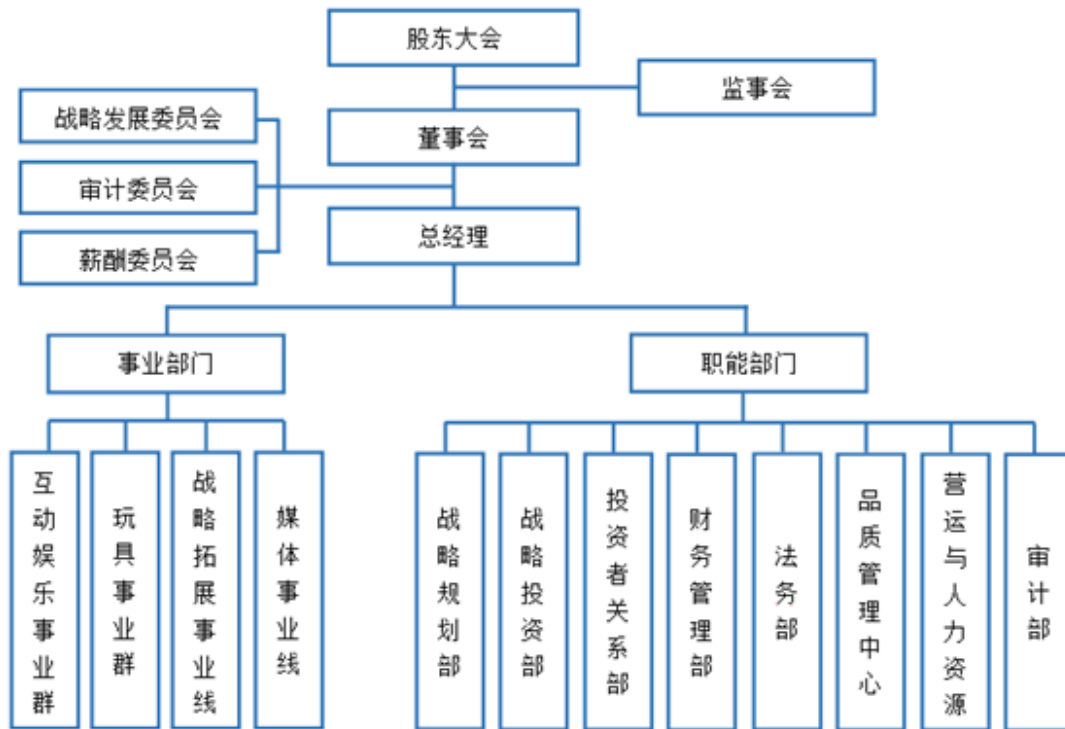 股东大会
监事会
战略发展委员会
董事会
审计委员会
总经理
薪酬委员会
事业部门
职能部门
互动娱乐事业群
玩具事业群
战略拓展事业线
媒体事业线
战略规划部
战略投资部
投资者关系部
财务管理部
法务部
品质管理中心
营运与人力资源
审计部